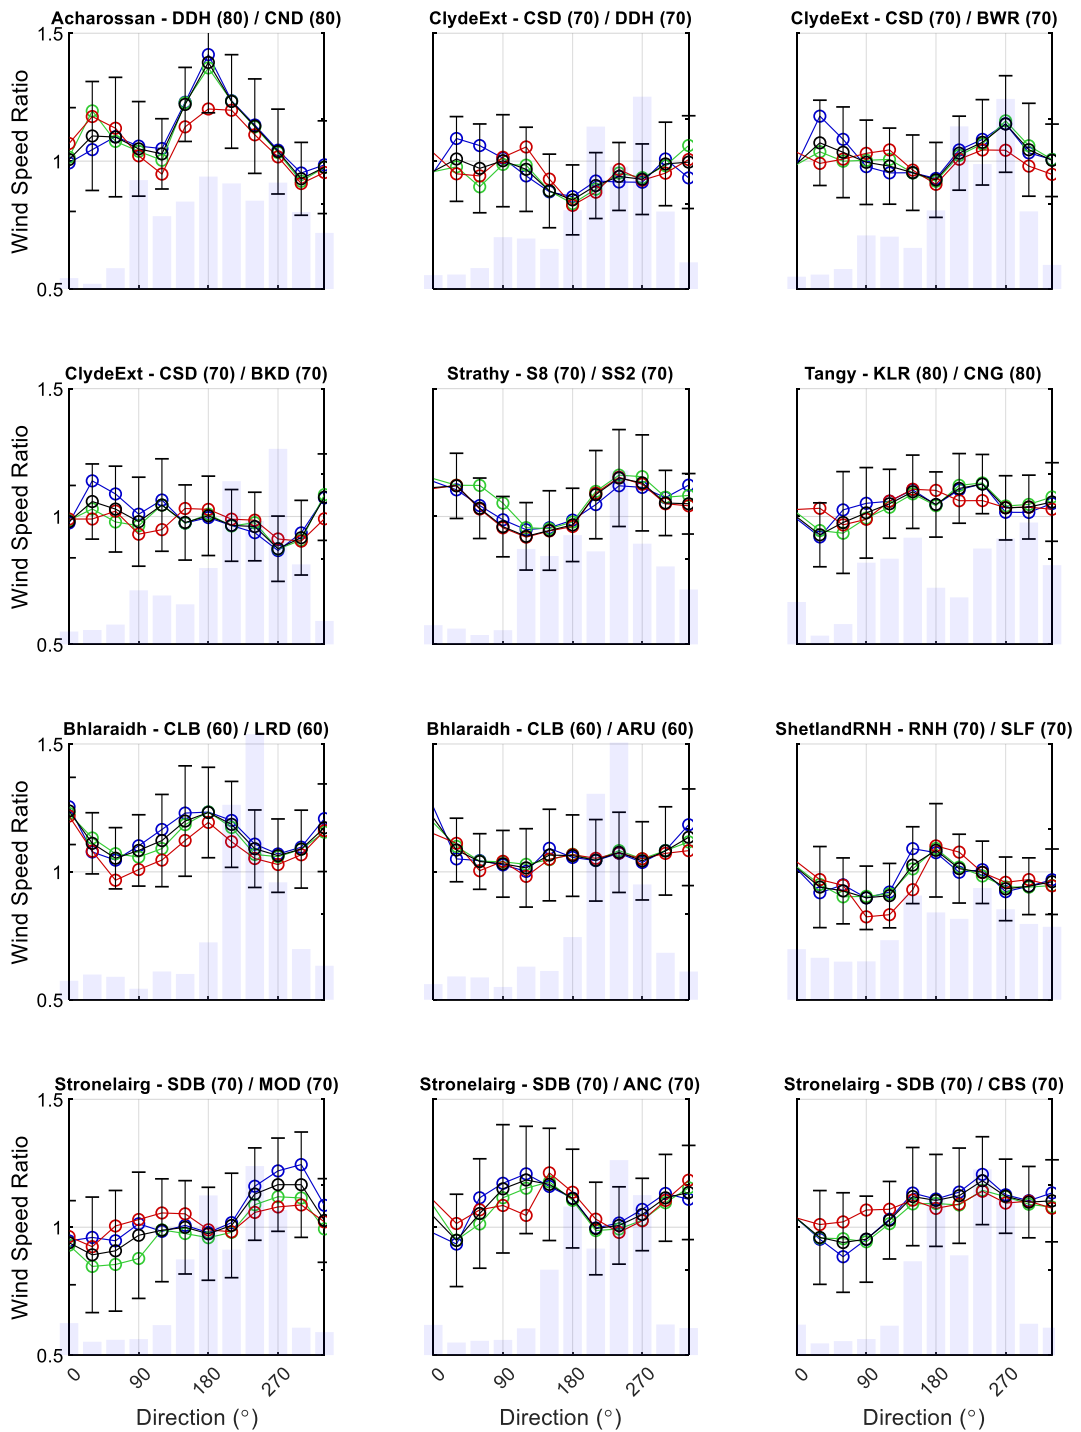 Acharossan - DDH (80) / CND (80)
ClydeExt - CSD (70) / DDH (70)
ClydeExt - CSD (70) / BWR (70)
1.5
1
0.5
Wind Speed Ratio
ClydeExt - CSD (70) / BKD (70)
Strathy - S8 (70) / SS2 (70)
Tangy - KLR (80) / CNG (80)
1.5
1
0.5
Wind Speed Ratio
Bhlaraidh - CLB (60) / LRD (60)
Bhlaraidh - CLB (60) / ARU (60)
ShetlandRNH - RNH (70) / SLF (70)
1.5
1
0.5
Wind Speed Ratio
Stronelairg - SDB (70) / MOD (70)
Stronelairg - SDB (70) / ANC (70)
Stronelairg - SDB (70) / CBS (70)
1.5
1
0.5
Wind Speed Ratio
0 90 180 270
0 90 180 270
0 90 180 270
Direction (°)
Direction (°)
Direction (°)